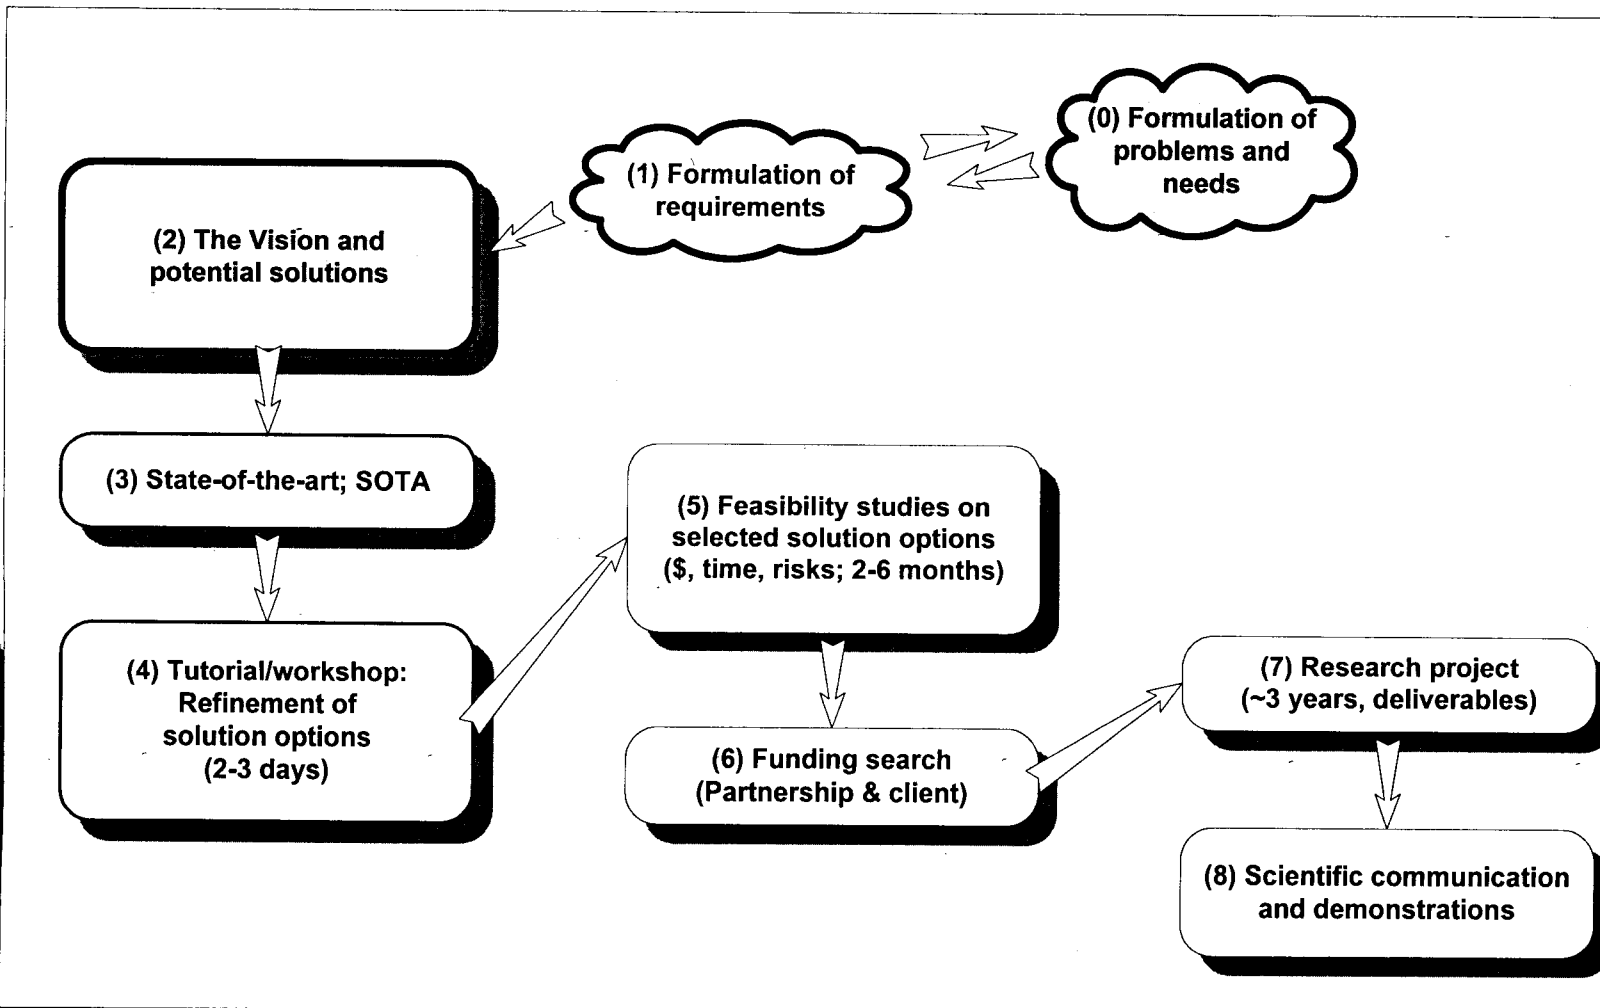 (0) Formulation of
problems and
needs
(1) Formulation of
requirements
(2) The Vision and
potential solutions
(3) State-of-the-art; SOTA
(4) Tutorial/workshop:
Refinement of
solution options
(2-3 days)
(5) Feasibility studies on
selected solution options
($, time, risks; 2-6 months)
(6) Funding search
(Partnership & client)
(7) Research project
(~3 years, deliverables)
(8) Scientific communication
and demonstrations